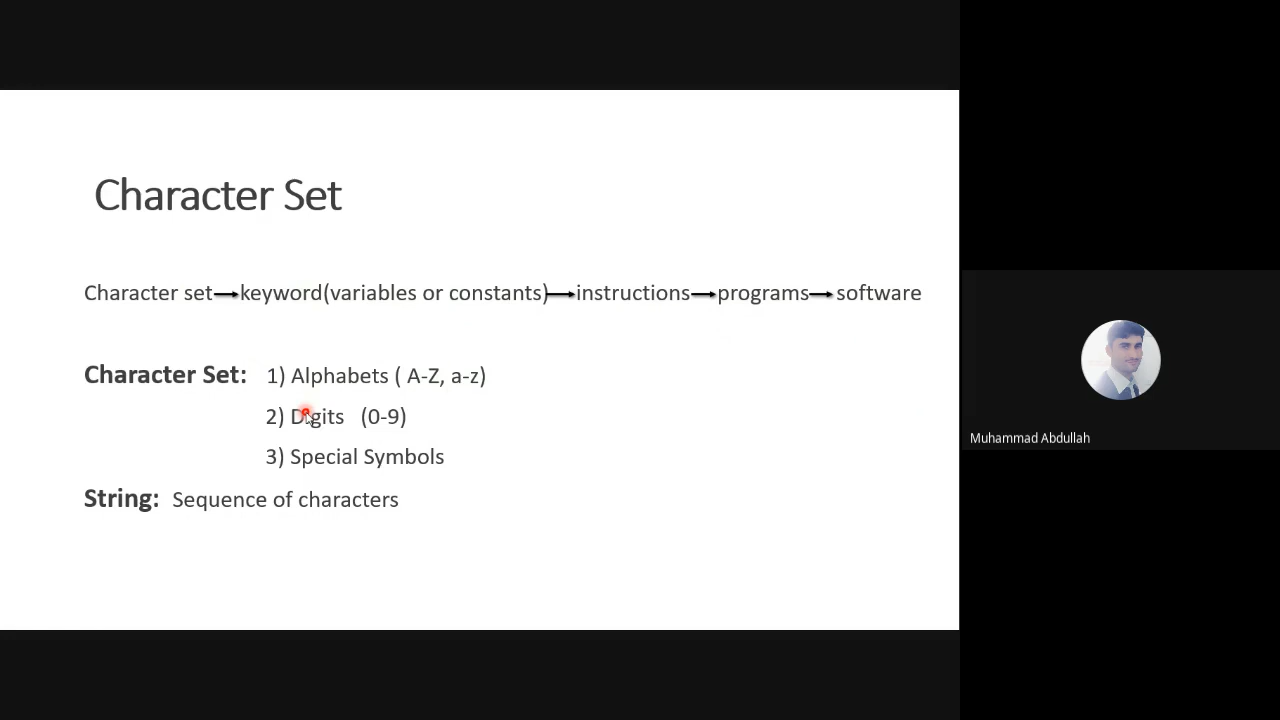 Character Set
Character set→keyword(variables or constants)→instructions→programs→software
Character Set: 1) Alphabets ( A-Z, a-z)
2) Digits (0-9)
3) Special Symbols
String: Sequence of characters
Muhammad Abdullah